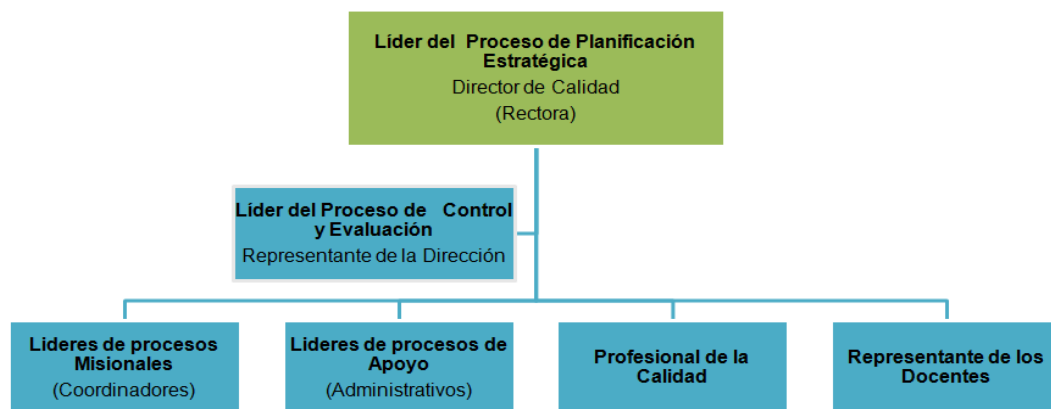 Líder del Proceso de Planificación
Estratégica
Director de Calidad
(Rectora)
Líder del Proceso de Control
y Evaluación
Representante de la Dirección
Lideres de procesos
Misionales
(Coordinadores)
Lideres de procesos de
Apoyo
(Administrativos)
Profesional de la
Calidad
Representante de los
Docentes